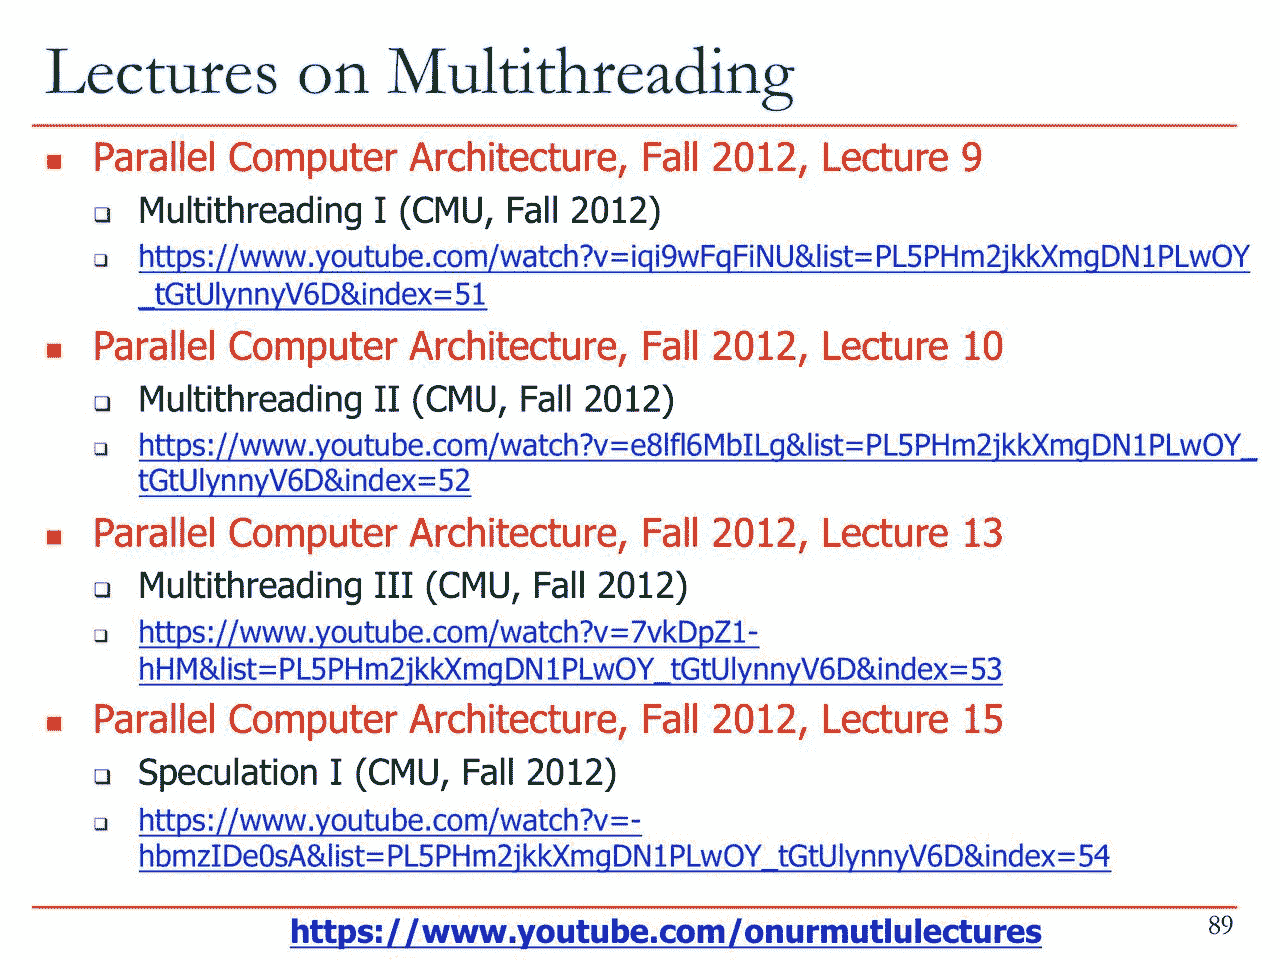 Lectures on Multithreading
Parallel Computer Architecture, Fall 2012, Lecture 9
Multithreading I (CMU, Fall 2012)
https://www.youtube.com/watch?v=iqi9wFqFiNU&list=PL5PHm2jkkXmgDN1PLwOY
_tGtUlynnyV6D&index=51
Parallel Computer Architecture, Fall 2012, Lecture 10
Multithreading II (CMU, Fall 2012)
https://www.youtube.com/watch?v=e8lfl6MbILg&list=PL5PHm2jkkXmgDN1PLwOY_
tGtUlynnyV6D&index=52
Parallel Computer Architecture, Fall 2012, Lecture 13
Multithreading III (CMU, Fall 2012)
https://www.youtube.com/watch?v=7vkDpZ1-
hHM&list=PL5PHm2jkkXmgDN1PLwOY_tGtUlynnyV6D&index=53
Parallel Computer Architecture, Fall 2012, Lecture 15
Speculation I (CMU, Fall 2012)
https://www.youtube.com/watch?v=-
hbmzIDe0sA&list=PL5PHm2jkkXmgDN1PLwOY_tGtUlynnyV6D&index=54
https://www.youtube.com/onurmutlulectures
89